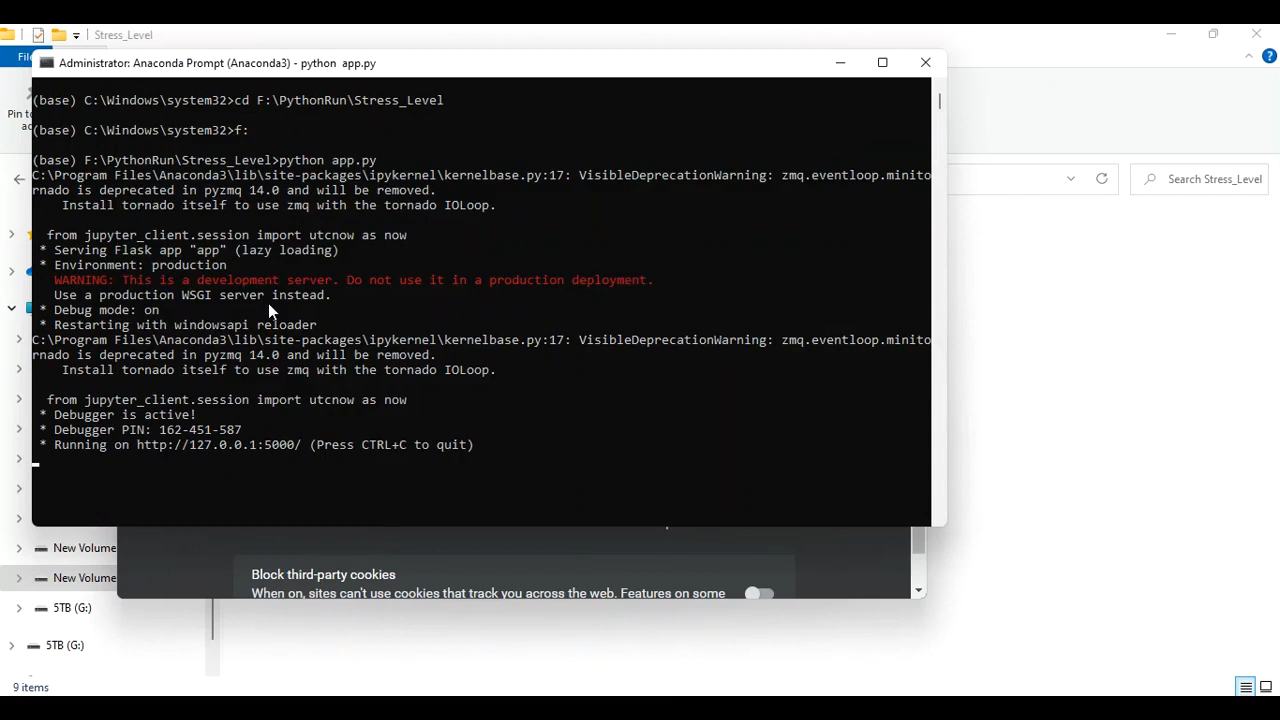 Stress_Level
File
Administrator: Anaconda Prompt (Anaconda3) - python  app.py
(base) C:\Windows\system32>cd F:\PythonRun\Stress_Level
(base) C:\Windows\system32>f:
(base) F:\PythonRun\Stress_Level>python app.py
C:\Program Files\Anaconda3\lib\site-packages\ipykernel\kernelbase.py:17: VisibleDeprecationWarning: zmq.eventloop.minito
rnado is deprecated in pyzmq 14.0 and will be removed.
Install tornado itself to use zmq with the tornado IOLoop.
from jupyter_client.session import utcnow as now
* Serving Flask app "app" (lazy loading)
* Environment: production
WARNING: This is a development server. Do not use it in a production deployment.
Use a production WSGI server instead.
* Debug mode: on
* Restarting with windowsapi reloader
C:\Program Files\Anaconda3\lib\site-packages\ipykernel\kernelbase.py:17: VisibleDeprecationWarning: zmq.eventloop.minito
rnado is deprecated in pyzmq 14.0 and will be removed.
Install tornado itself to use zmq with the tornado IOLoop.
from jupyter_client.session import utcnow as now
* Debugger is active!
* Debugger PIN: 162-451-587
* Running on http://127.0.0.1:5000/ (Press CTRL+C to quit)
Pin to
Search Stress_Level
New Volume
New Volume
5TB (G:)
5TB (G:)
Block third-party cookies
When on, sites can't use cookies that track you across the web. Features on some
9 items